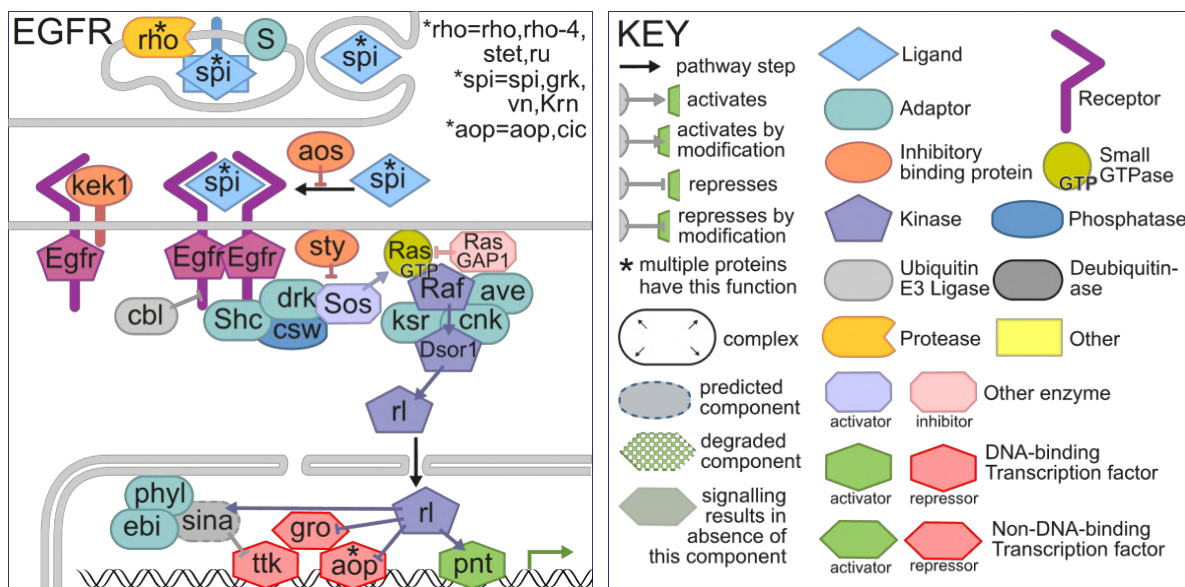 EGFR
*rho=rho,rho-4,
stet,ru
*spi=spi,grk,
vn,Krn
*aop=aop,cic
*
rho
S
*
spi
*
spi
aos
kek1
*
spi
*
spi
Egfr
Egfr
Egfr
sty
Ras
GTP
Ras
GAP1
cbl
Shc
drk
csw
Sos
Raf
ave
ksr
cnk
Dsor1
rl
phyl
ebi
sina
rl
gro
ttk
*
aop
pnt
KEY
pathway step
activates
activates by
modification
represses
represses by
modification
* multiple proteins
have this function
complex
predicted
component
degraded
component
signalling
results in
absence of
this component
Ligand
Receptor
Adaptor
Inhibitory
binding protein
GTP
Small
GTPase
Kinase
Phosphatase
Ubiquitin
E3 Ligase
Deubiquitin-
ase
Protease
Other
activator
inhibitor
Other enzyme
activator
repressor
DNA-binding
Transcription factor
activator
repressor
Non-DNA-binding
Transcription factor